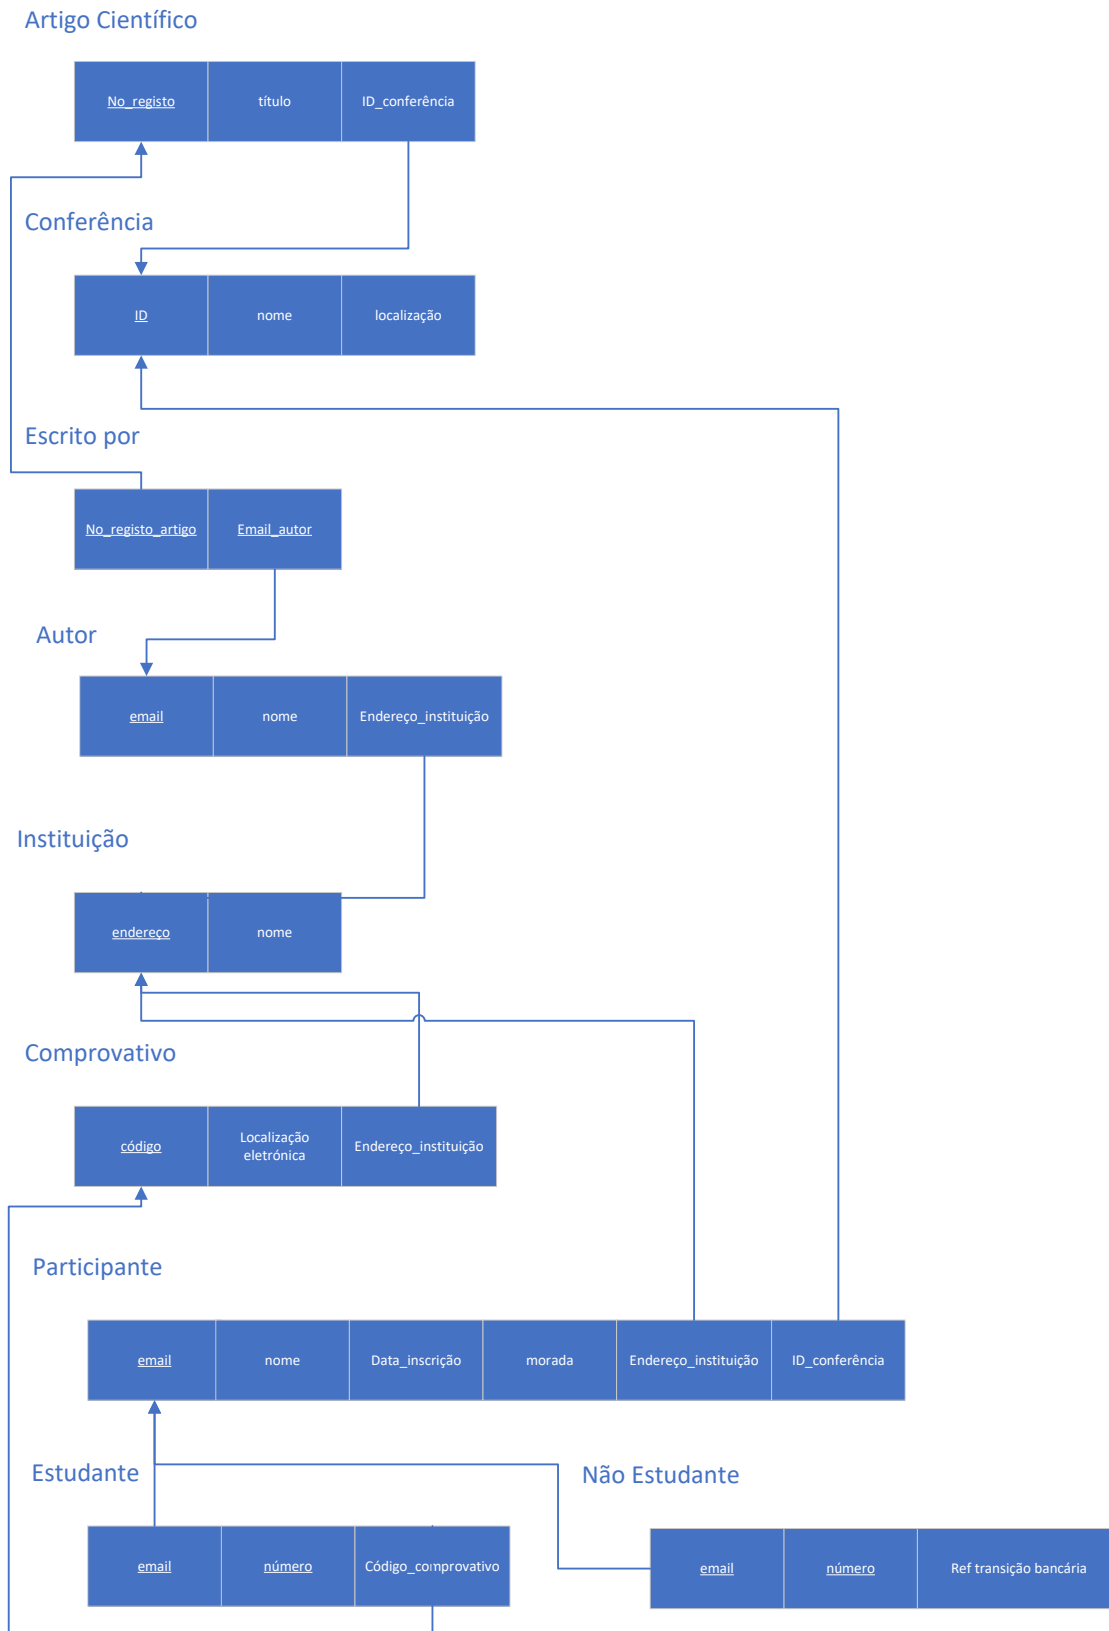 Artigo Científico
No_registo título ID_conferência
Conferência
ID nome localização
Escrito por
No_registo_artigo Email_autor
Autor
email nome Endereço_instituição
Instituição
endereço nome
Comprovativo
código Localização eletrónica Endereço_instituição
Participante
email nome Data_inscrição morada Endereço_instituição ID_conferência
Estudante Não Estudante
email número Código_comprovativo email número Ref transição bancária